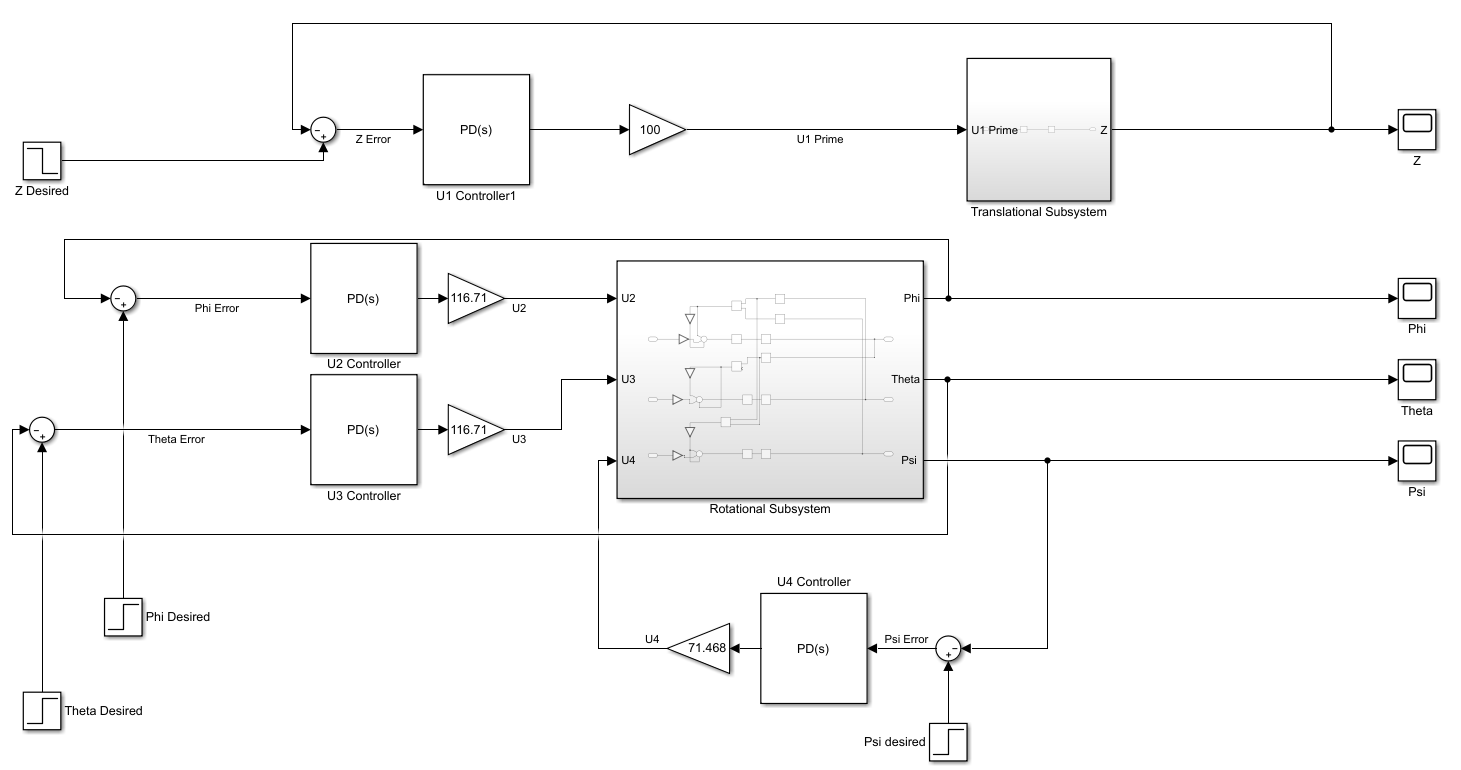 Z Desired
−
+
Z Error
PD(s)
U1 Controller1
100
U1 Prime
U1 Prime
Z
Translational Subsystem
Z
−
+
Phi Error
PD(s)
U2 Controller
116.71
U2
U2
Phi
Phi
−
+
Theta Error
PD(s)
U3 Controller
116.71
U3
U3
Theta
Theta
U4
Psi
Psi
Rotational Subsystem
Phi Desired
Theta Desired
U4
71.468
U4 Controller
PD(s)
Psi Error
−
+
Psi desired